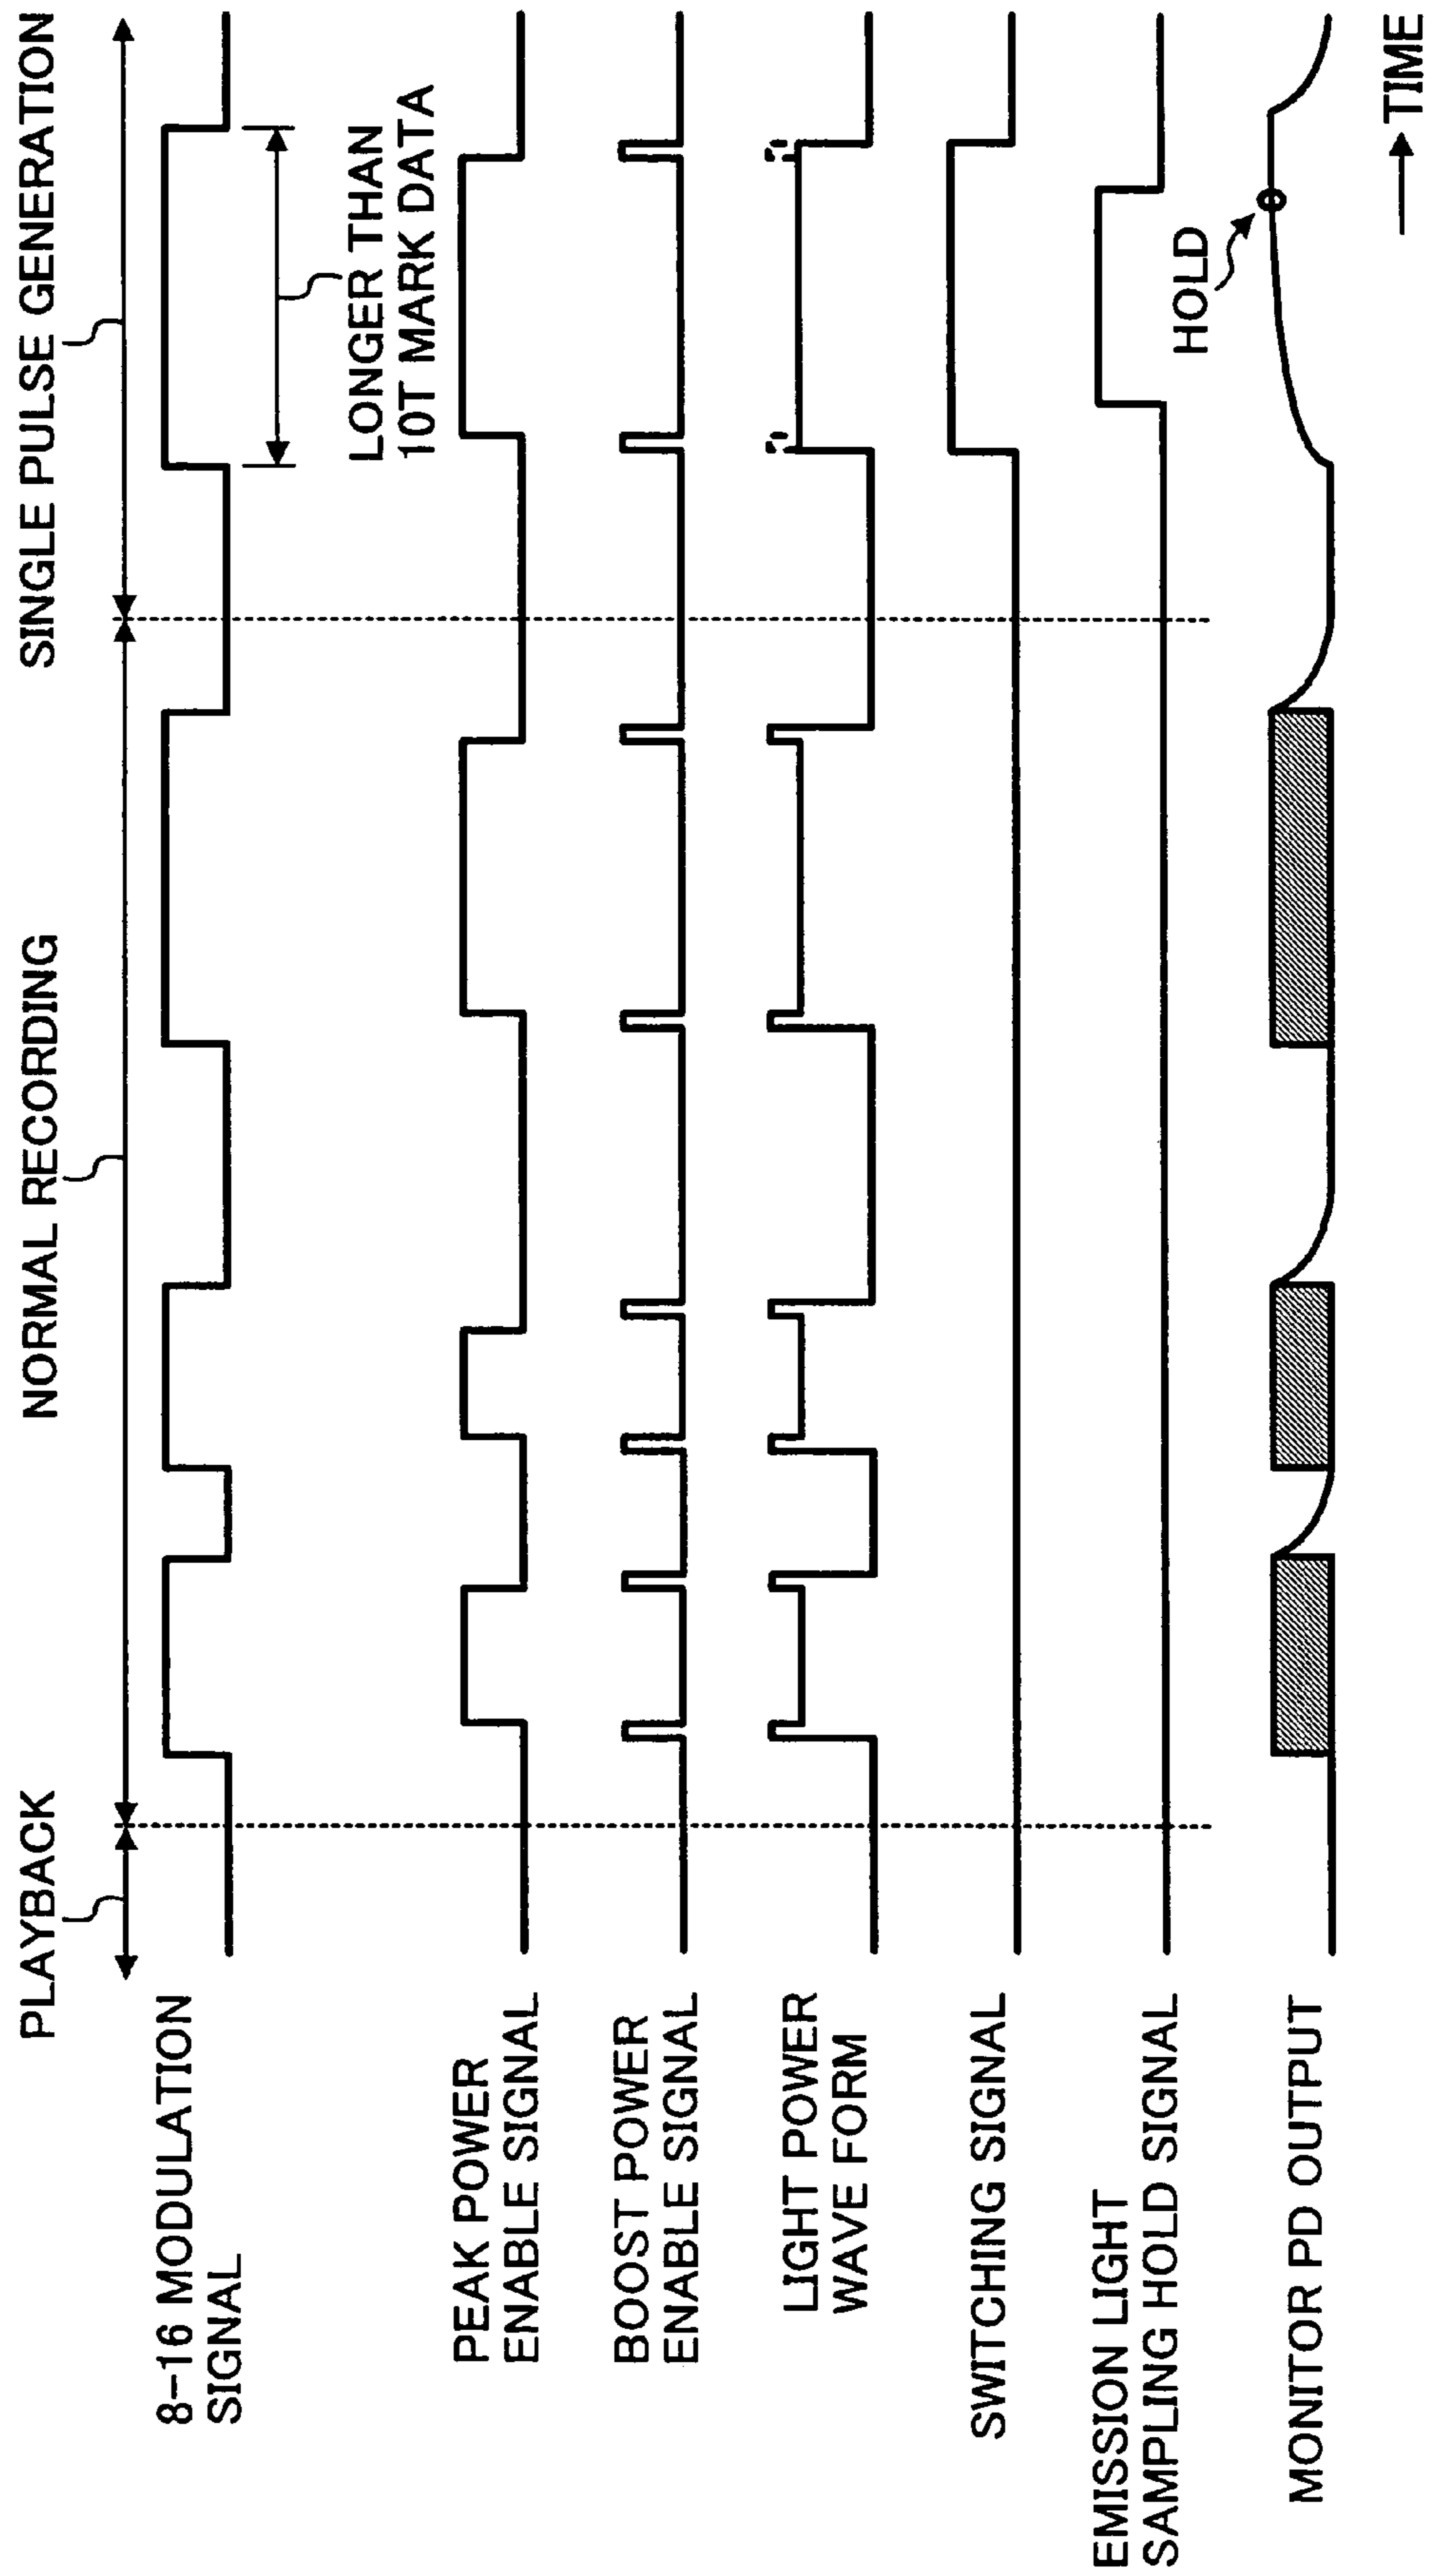 PLAYBACK
NORMAL RECORDING
SINGLE PULSE GENERATION
8-16 MODULATION
SIGNAL
LONGER THAN
10T MARK DATA
PEAK POWER
ENABLE SIGNAL
BOOST POWER
ENABLE SIGNAL
LIGHT POWER
WAVE FORM
SWITCHING SIGNAL
EMISSION LIGHT
SAMPLING HOLD SIGNAL
HOLD
MONITOR PD OUTPUT
TIME